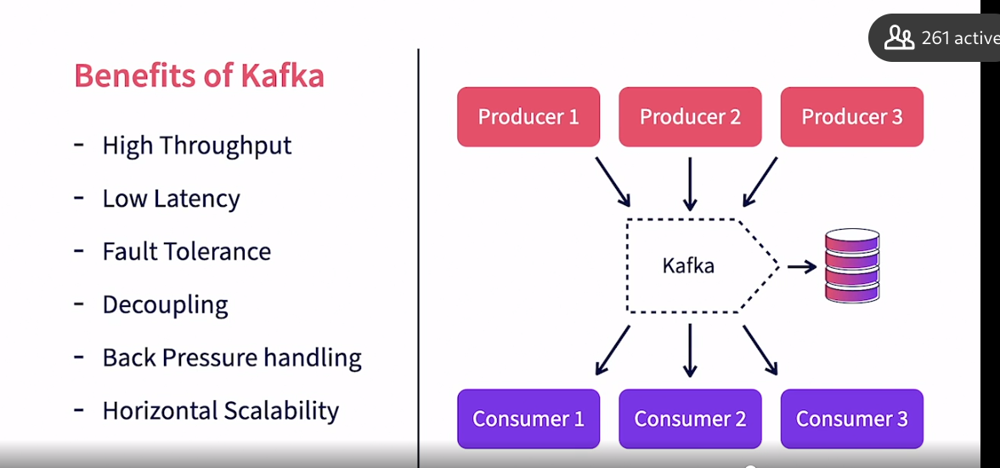 261 active
Benefits of Kafka
- High Throughput
- Low Latency
- Fault Tolerance
- Decoupling
- Back Pressure handling
- Horizontal Scalability
Producer 1
Producer 2
Producer 3
Kafka
Consumer 1
Consumer 2
Consumer 3